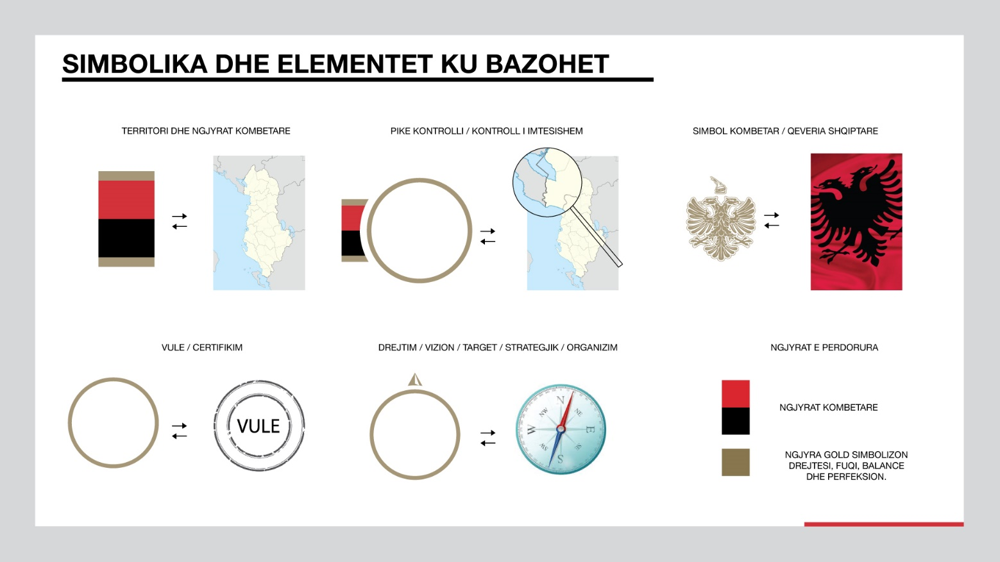 SIMBOLIKA DHE ELEMENTET KU BAZOHET
TERRITORI DHE NGJYRAT KOMBETARE
PIKE KONTROLLI / KONTROLL I IMTESISHEM
SIMBOL KOMBETAR / QEVERIA SHQIPTARE
VULE / CERTIFIKIM
VULE
DREJTIM / VIZION / TARGET / STRATEGJIK / ORGANIZIM
N
NE
E
SE
S
SW
W
NW
NGJYRAT E PERDORURA
NGJYRAT KOMBETARE
NGJYRA GOLD SIMBOLIZON
DREJTESI, FUQI, BALANCE
DHE PERFEKSION.